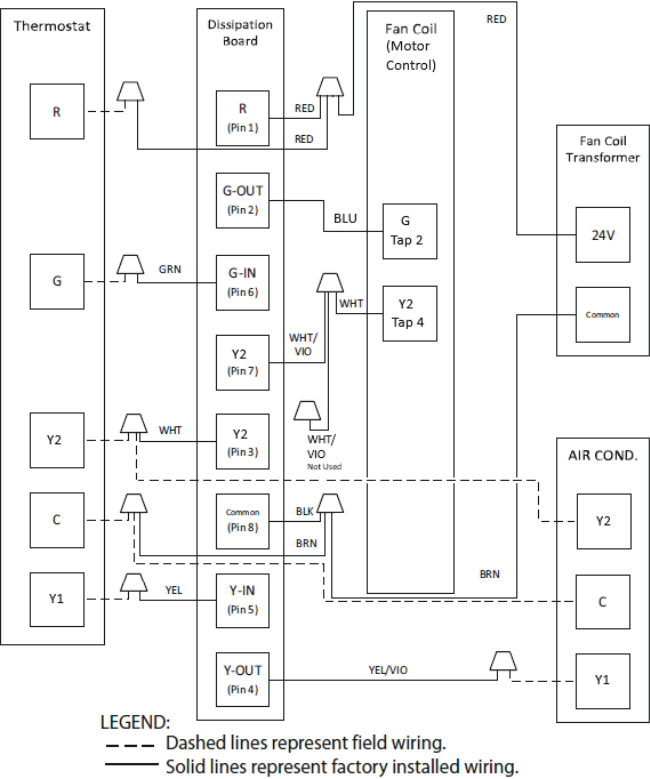 Thermostat
R
G
Y2
C
Y1
Dissipation
Board
R
(Pin 1)
G-OUT
(Pin 2)
G-IN
(Pin 6)
Y2
(Pin 7)
Y2
(Pin 3)
Common
(Pin 8)
Y-IN
(Pin 5)
Y-OUT
(Pin 4)
Fan Coil
(Motor
Control)
G
Tap 2
Y2
Tap 4
Fan Coil
Transformer
24V
Common
AIR COND.
Y2
C
Y1
RED
RED
RED
BLU
GRN
WHT
WHT/
VIO
WHT
WHT/
VIO
Not Used
BLK
BRN
BRN
YEL
YEL/VIO
LEGEND:
Dashed lines represent field wiring.
Solid lines represent factory installed wiring.